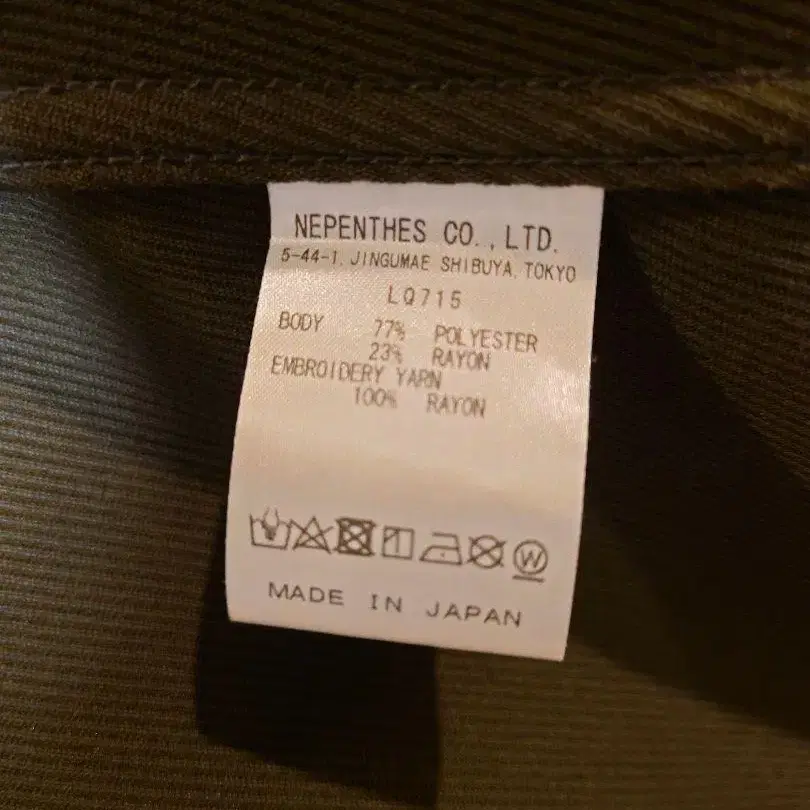 NEPENTHES CO.,LTD.
5-44-1, JINGUMAE SHIBUYA, TOKYO
LQ715
BODY 77% POLYESTER
23% RAYON
EMBROIDERY YARN
100% RAYON
W
MADE IN JAPAN